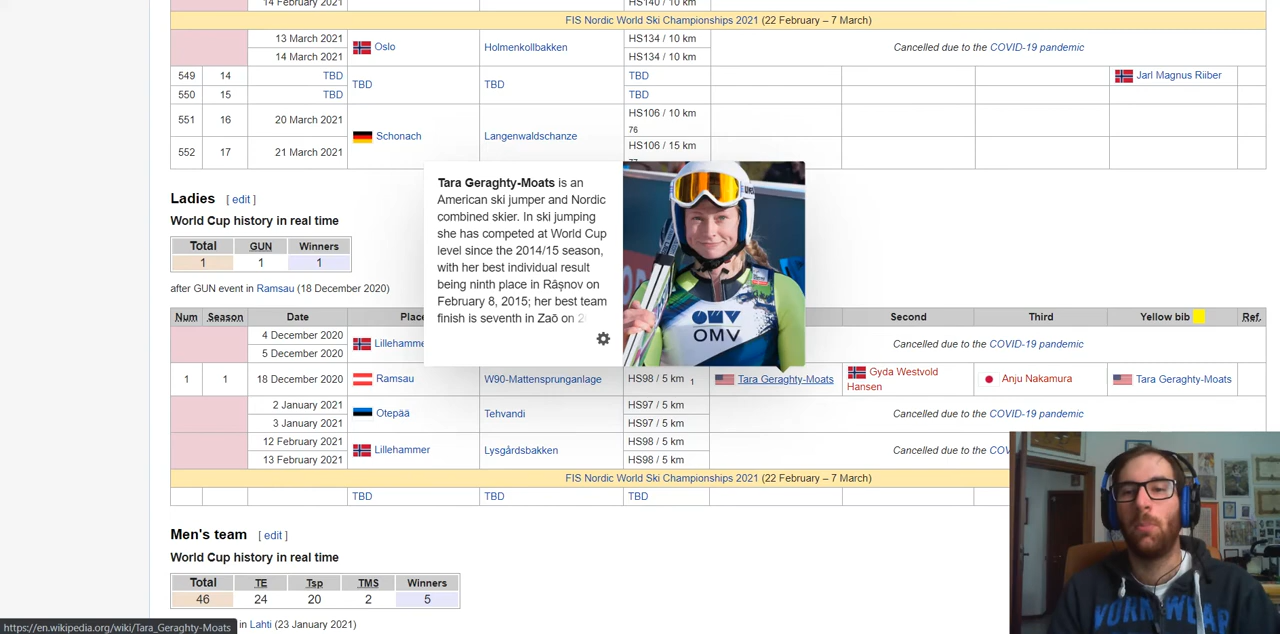 14 February 2021 HS140 / 10 km
FIS Nordic World Ski Championships 2021 (22 February – 7 March)
13 March 2021 Oslo Holmenkollbakken HS134 / 10 km Cancelled due to the COVID-19 pandemic
14 March 2021 HS134 / 10 km
549 14 TBD TBD TBD TBD Jarl Magnus Riiber
550 15 TBD TBD
551 16 20 March 2021 Schonach Langenwaldschanze HS106 / 10 km
76
552 17 21 March 2021 HS106 / 15 km
77
Tara Geraghty-Moats is an
American ski jumper and Nordic
combined skier. In ski jumping
she has competed at World Cup
level since the 2014/15 season,
with her best individual result
being ninth place in Râșnov on
February 8, 2015; her best team
finish is seventh in Zaō on 2
OMV
OMV
Ladies [ edit ]
World Cup history in real time
Total GUN Winners
1 1 1
after GUN event in Ramsau (18 December 2020)
Num Season Date Place Second Third Yellow bib Ref.
4 December 2020 Lillehammer Cancelled due to the COVID-19 pandemic
5 December 2020
1 1 18 December 2020 Ramsau W90-Mattensprunganlage HS98 / 5 km 1 Tara Geraghty-Moats Gyda Westvold Hansen Anju Nakamura Tara Geraghty-Moats
2 January 2021 Otepää Tehvandi HS97 / 5 km Cancelled due to the COVID-19 pandemic
3 January 2021 HS97 / 5 km
12 February 2021 Lillehammer Lysgårdsbakken HS98 / 5 km Cancelled due to the COV
13 February 2021 HS98 / 5 km
FIS Nordic World Ski Championships 2021 (22 February – 7 March)
TBD TBD TBD
Men's team [ edit ]
World Cup history in real time
Total TE Tsp TMS Winners
46 24 20 2 5
in Lahti (23 January 2021)
https://en.wikipedia.org/wiki/Tara_Geraghty-Moats
WORK WEAR